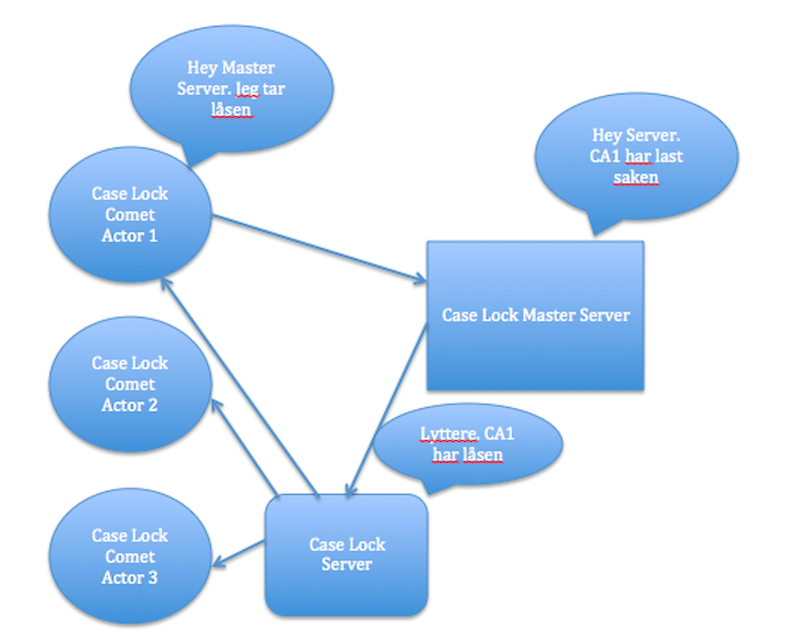 Hey Master
Server. Jeg tar
låsen
Hey Server.
CA1 har last
saken
Case Lock
Comet
Actor 1
Case Lock Master Server
Case Lock
Comet
Actor 2
Lyttere. CA1
har låsen
Case Lock
Comet
Actor 3
Case Lock
Server